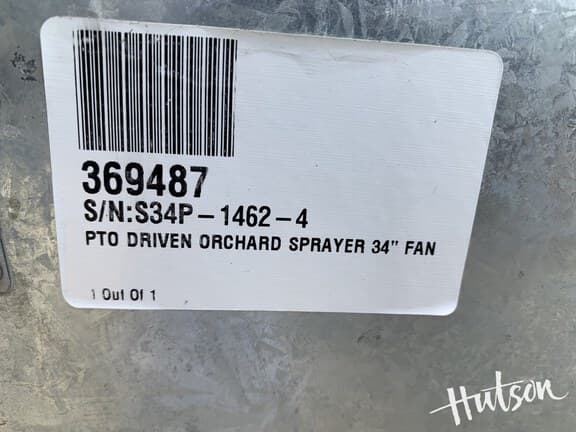 369487
S/N:S34P-1462-4
PTO DRIVEN ORCHARD SPRAYER 34" FAN
1 Out Of 1
Hutson